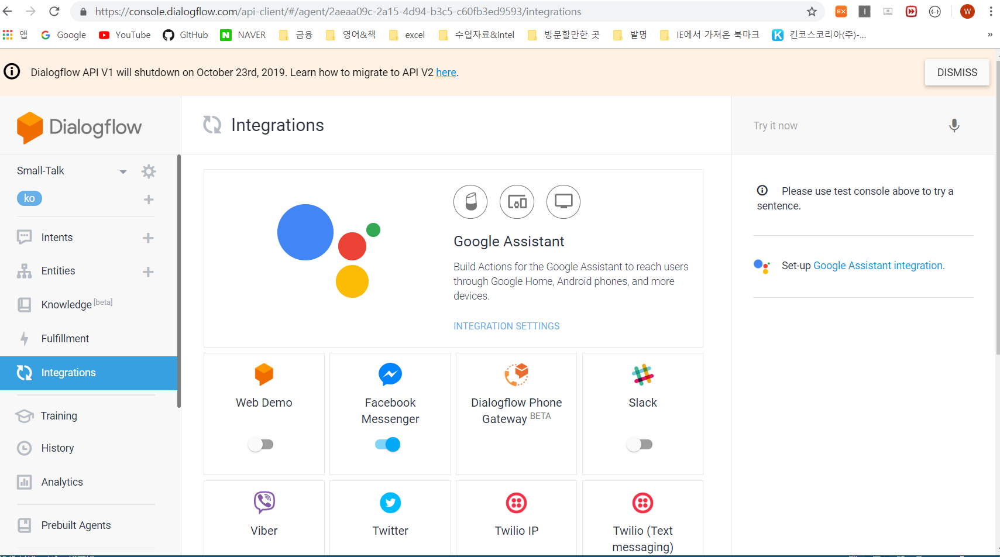 https://console.dialogflow.com/api-client/#/agent/2aeaa09c-2a15-4d94-b3c5-c60fb3ed9593/integrations
EX
W
앱 Google YouTube GitHub N NAVER 금융 영어&책 excel 수업자료&intel 방문할만한 곳 발명 IE에서 가져온 북마크 K 킨코스코리아(주)-... »
Dialogflow API V1 will shutdown on October 23rd, 2019. Learn how to migrate to API V2 here.
DISMISS
Dialogflow
Integrations
Try it now
Small-Talk
ko
Intents
Entities
Knowledge [beta]
Fulfillment
Integrations
Training
History
Analytics
Prebuilt Agents
Google Assistant
Build Actions for the Google Assistant to reach users
through Google Home, Android phones, and more
devices.
INTEGRATION SETTINGS
Web Demo
Facebook
Messenger
Dialogflow Phone
Gateway BETA
Slack
Viber
Twitter
Twilio IP
Twilio (Text
messaging)
Please use test console above to try a
sentence.
Set-up Google Assistant integration.